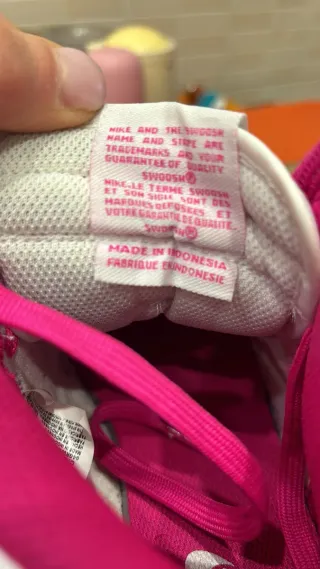 NIKE AND THE SWOOSH
NAME AND STRIPE ARE
TRADEMARKS AND YOUR
GUARANTEE OF QUALITY
SWOOSH®
NIKE-LE TERME SWOOSH
ET SON SIGLE SONT DES
MARQUES DEPOSEES ET
VOTRE GARANTIE DE QUALITE.
SWOOSH®
MADE IN INDONESIA
FABRIQUE EN INDONESIE